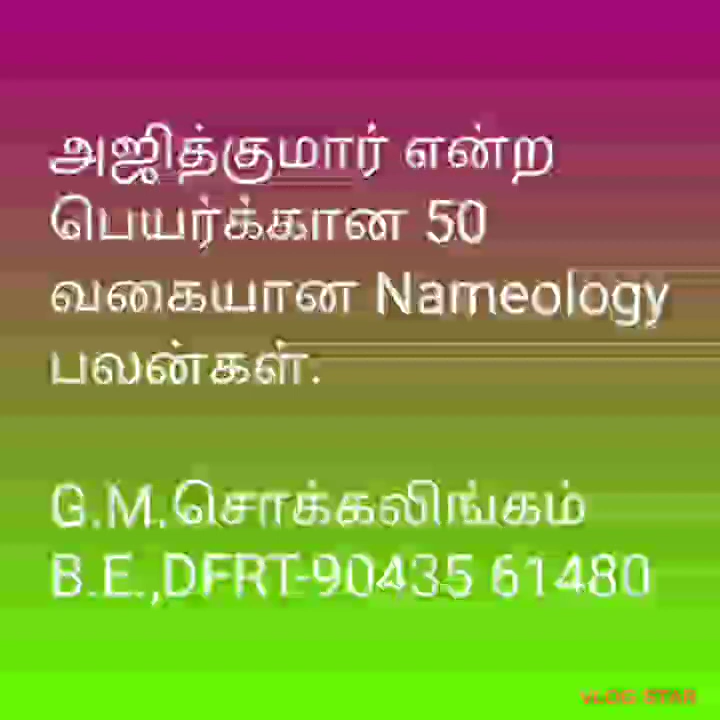 அஜித்குமார் என்ற
பெயர்க்கான 50
வகையான Nameology
பலன்கள்.
G.M.சொக்கலிங்கம்
B.E.,DFRT-90435 61480
VLOG STAR